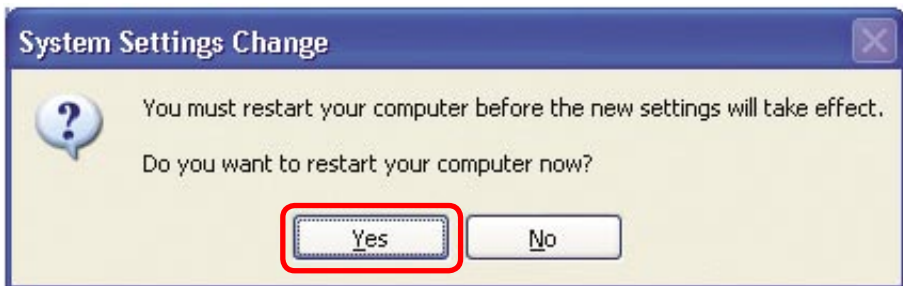 System Settings Change
You must restart your computer before the new settings will take effect.
Do you want to restart your computer now?
Yes
No